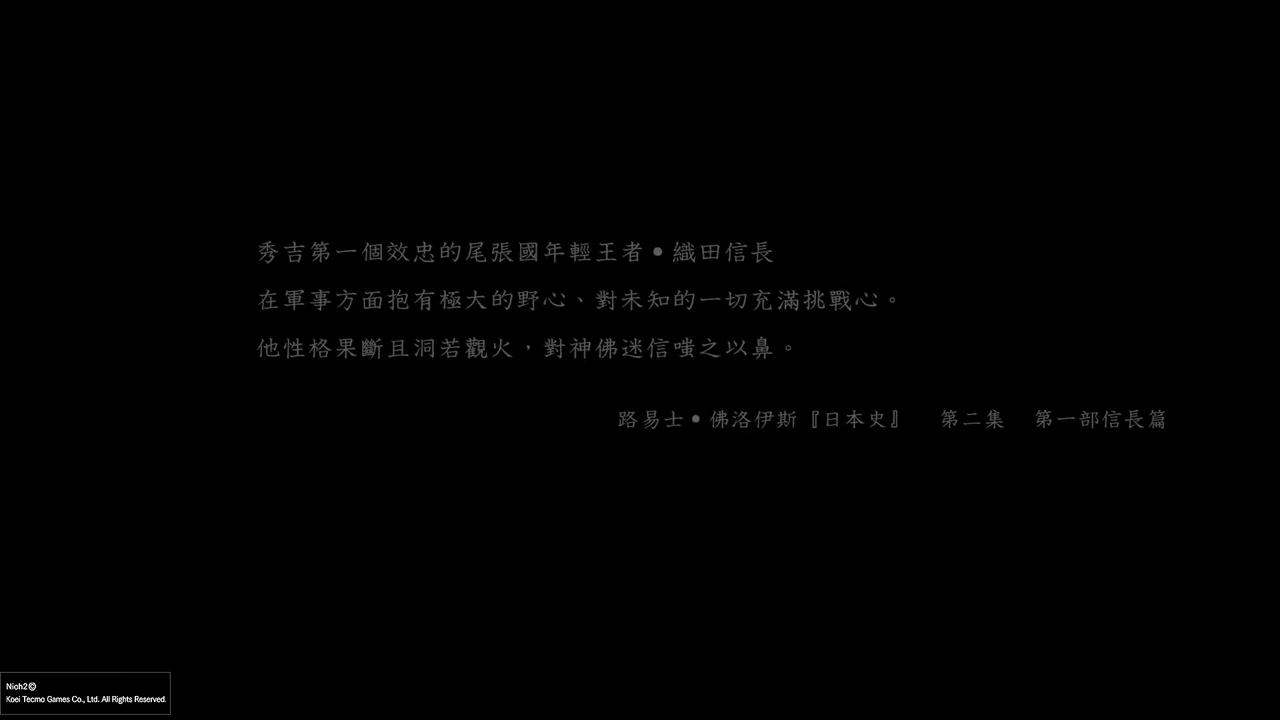 秀吉第一個效忠的尾張國年輕王者•織田信長
在軍事方面抱有極大的野心、對未知的一切充滿挑戰心。
他性格果斷且洞若觀火，對神佛迷信嗤之以鼻。
路易士•佛洛伊斯『日本史』 第二集 第一部信長篇
Nioh2©
Koei Tecmo Games Co., Ltd. All Rights Reserved.